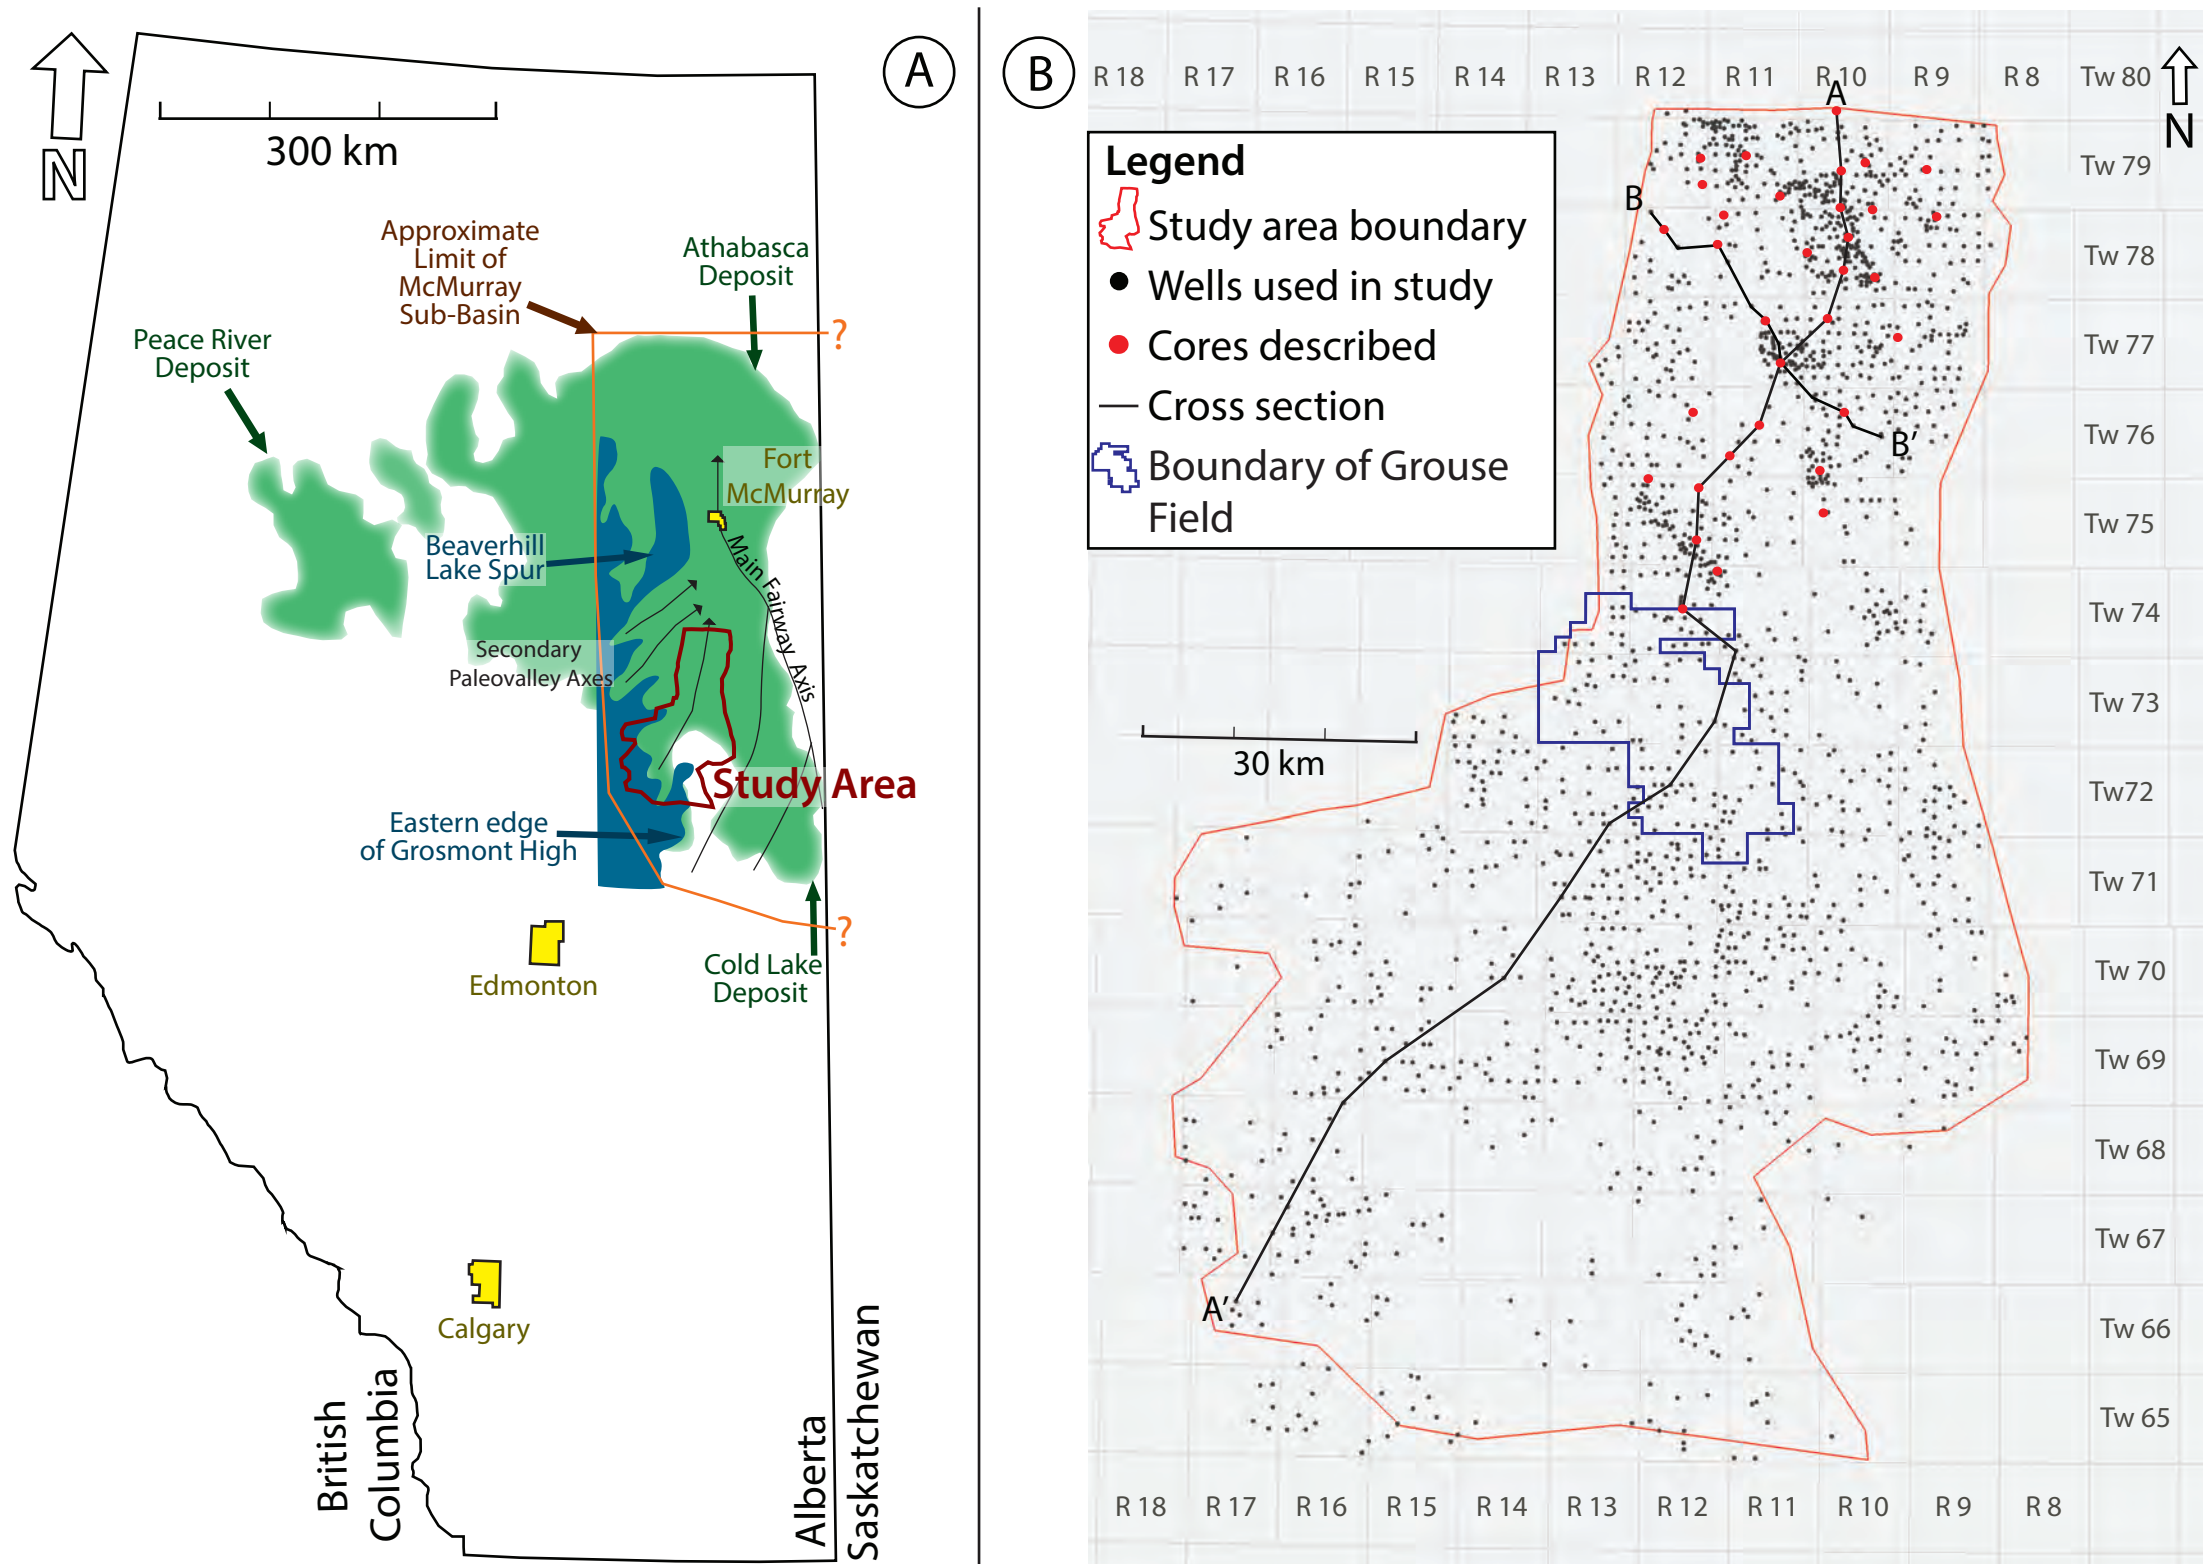 A
N
300 km
Approximate
Limit of
McMurray
Sub-Basin
Athabasca
Deposit
?
Peace River
Deposit
Fort
McMurray
Beaverhill
Lake Spur
Main Fairway Axis
Secondary
Paleovalley Axes
Study Area
Eastern edge
of Grosmont High
?
Cold Lake
Deposit
Edmonton
Calgary
British
Columbia
Alberta
Saskatchewan
B
R 18 R 17 R 16 R 15 R 14 R 13 R 12 R 11 R 10 R 9 R 8 Tw 80
N
A
Legend
Study area boundary
Wells used in study
Cores described
Cross section
Boundary of Grouse
Field
B
B′
Tw 79
Tw 78
Tw 77
Tw 76
Tw 75
Tw 74
Tw 73
30 km
Tw72
Tw 71
Tw 70
Tw 69
Tw 68
Tw 67
A′
Tw 66
Tw 65
R 18 R 17 R 16 R 15 R 14 R 13 R 12 R 11 R 10 R 9 R 8